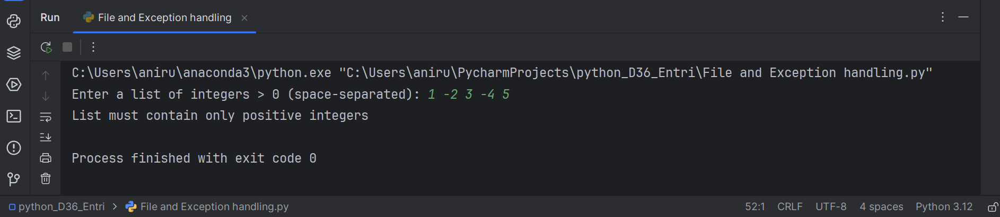 Run
File and Exception handling
C:\Users\aniru\anaconda3\python.exe "C:\Users\aniru\PycharmProjects\python_D36_Entri\File and Exception handling.py"
Enter a list of integers > 0 (space-separated): 1 -2 3 -4 5
List must contain only positive integers
Process finished with exit code 0
python_D36_Entri > File and Exception handling.py
52:1 CRLF UTF-8 4 spaces Python 3.12